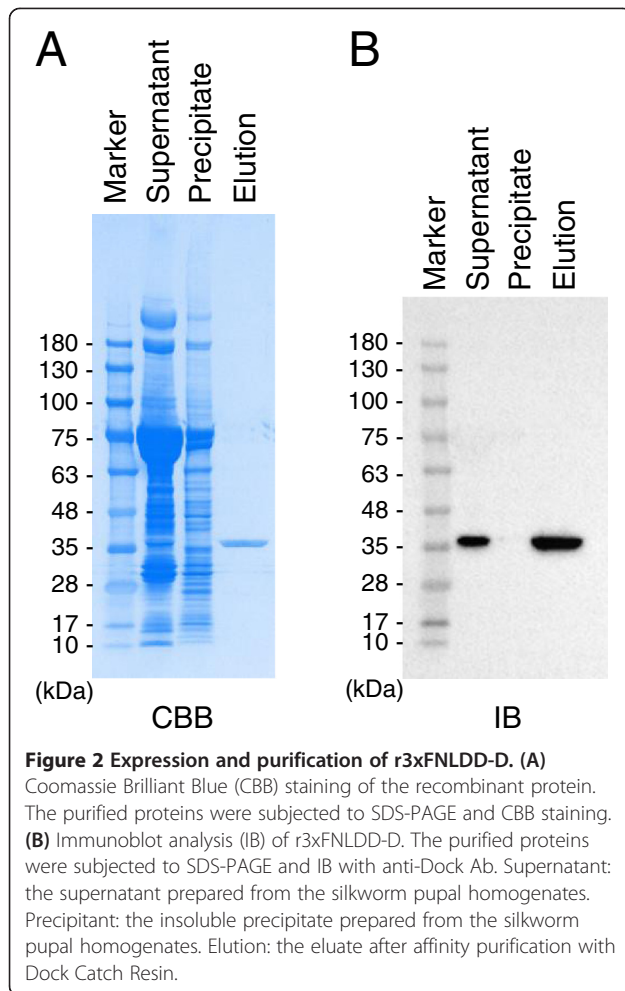 A
B
Marker
Supernatant
Precipitate
Elution
Marker
Supernatant
Precipitate
Elution
180 -
130 -
100 -
75 -
63 -
48 -
35 -
28 -
17 -
10 -
(kDa)
CBB
180 -
130 -
100 -
75 -
63 -
48 -
35 -
28 -
17 -
10 -
(kDa)
IB
Figure 2 Expression and purification of r3xFNLDD-D. (A)
Coomassie Brilliant Blue (CBB) staining of the recombinant protein.
The purified proteins were subjected to SDS-PAGE and CBB staining.
(B) Immunoblot analysis (IB) of r3xFNLDD-D. The purified proteins
were subjected to SDS-PAGE and IB with anti-Dock Ab. Supernatant:
the supernatant prepared from the silkworm pupal homogenates.
Precipitant: the insoluble precipitate prepared from the silkworm
pupal homogenates. Elution: the eluate after affinity purification with
Dock Catch Resin.